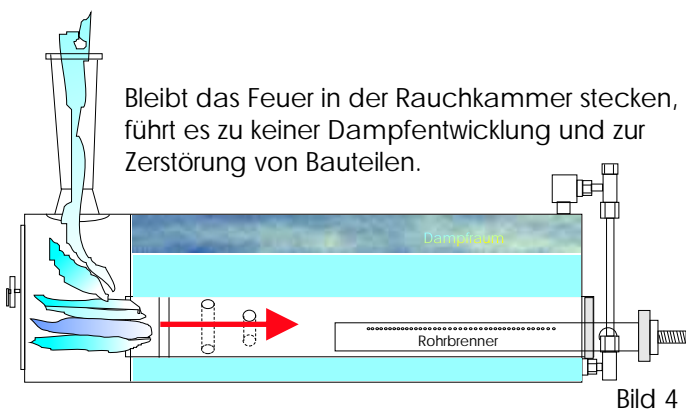 Bleibt das Feuer in der Rauchkammer stecken,
führt es zu keiner Dampfentwicklung und zur
Zerstörung von Bauteilen.
Dampfraum
Rohrbrenner
Bild 4